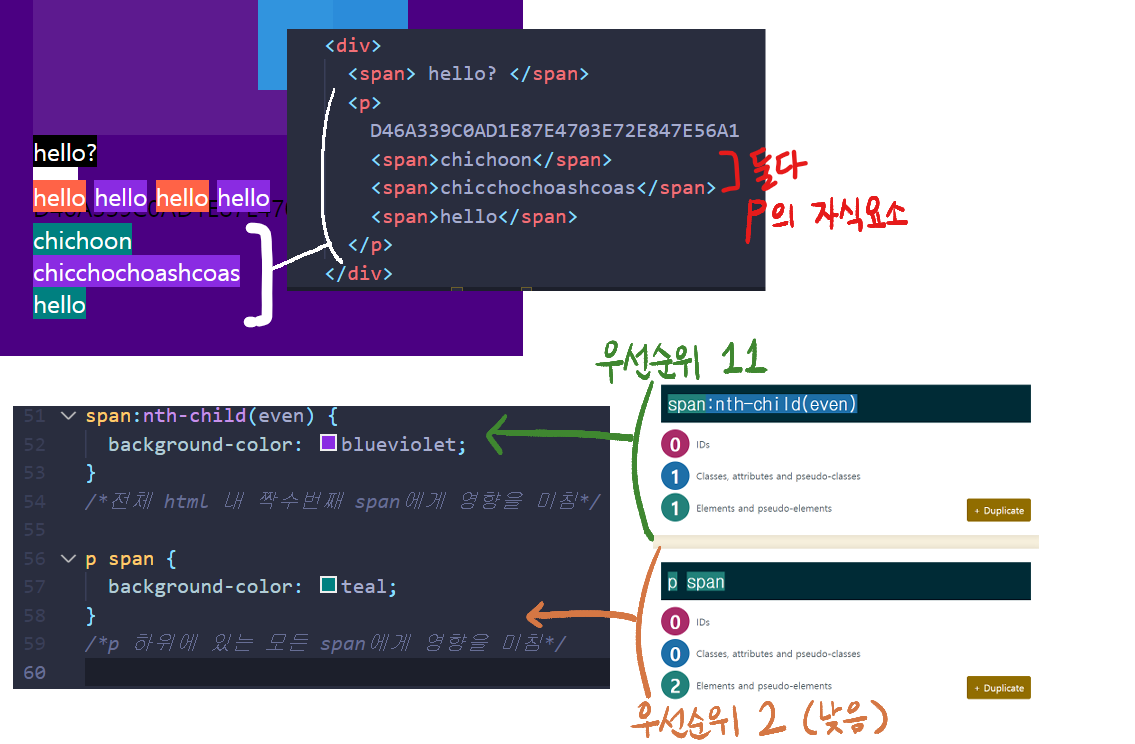 <div>
<span> hello? </span>
<p>
D46A339C0AD1E87E4703E72E847E56A1
<span>chichoon</span>
<span>chicchochoashcoas</span>
<span>hello</span>
</p>
</div>
둘다
P의 자식요소
hello?
hello hello hello hello
chichoon
chicchochoashcoas
hello
우선순위 11
51 span:nth-child(even) {
52 background-color: blueviolet;
53 }
54 /*전체 html 내 짝수번째 span에게 영향을 미침*/
55
56 p span {
57 background-color: teal;
58 }
59 /*p 하위에 있는 모든 span에게 영향을 미침*/
60
span:nth-child(even)
0 IDs
1 Classes, attributes and pseudo-classes
1 Elements and pseudo-elements
+ Duplicate
p span
0 IDs
0 Classes, attributes and pseudo-classes
2 Elements and pseudo-elements
+ Duplicate
우선순위 2 (낮음)